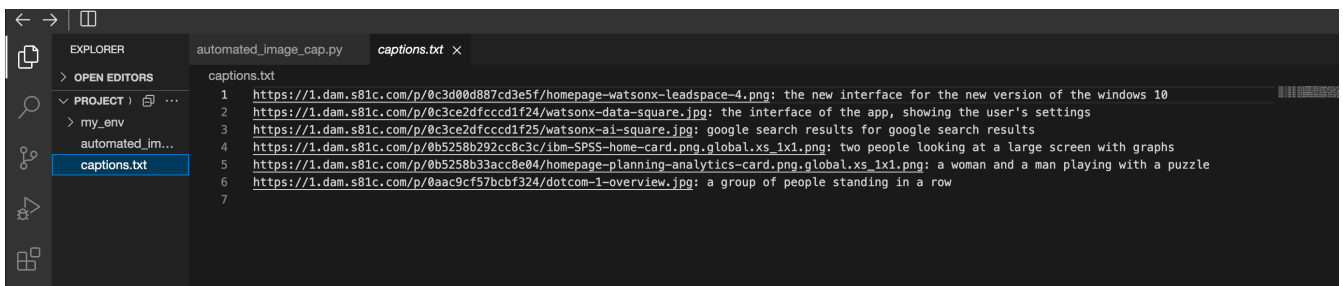 EXPLORER
automated_image_cap.py
captions.txt ×
> OPEN EDITORS
captions.txt
PROJECT
...
> my_env
automated_im...
captions.txt
1 https://1.dam.s81c.com/p/0c3d00d887cd3e5f/homepage-watsonx-leadspace-4.png: the new interface for the new version of the windows 10
2 https://1.dam.s81c.com/p/0c3ce2dfcccd1f24/watsonx-data-square.jpg: the interface of the app, showing the user's settings
3 https://1.dam.s81c.com/p/0c3ce2dfcccd1f25/watsonx-ai-square.jpg: google search results for google search results
4 https://1.dam.s81c.com/p/0b5258b292cc8c3c/ibm-SPSS-home-card.png.global.xs_1x1.png: two people looking at a large screen with graphs
5 https://1.dam.s81c.com/p/0b5258b33acc8e04/homepage-planning-analytics-card.png.global.xs_1x1.png: a woman and a man playing with a puzzle
6 https://1.dam.s81c.com/p/0aac9cf57bcbf324/dotcom-1-overview.jpg: a group of people standing in a row
7